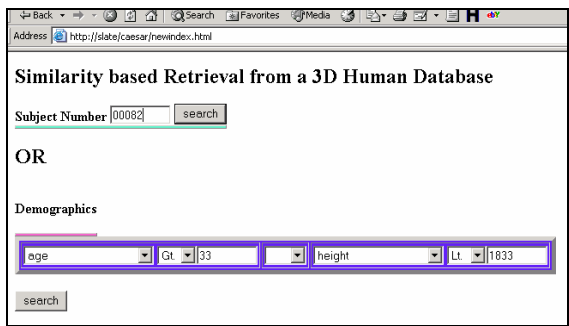 Back Search Favorites Media
Address http://slate/caesar/newindex.html
Similarity based Retrieval from a 3D Human Database
Subject Number 00082 search
OR
Demographics
age Gt. 33 height Lt. 1833
search